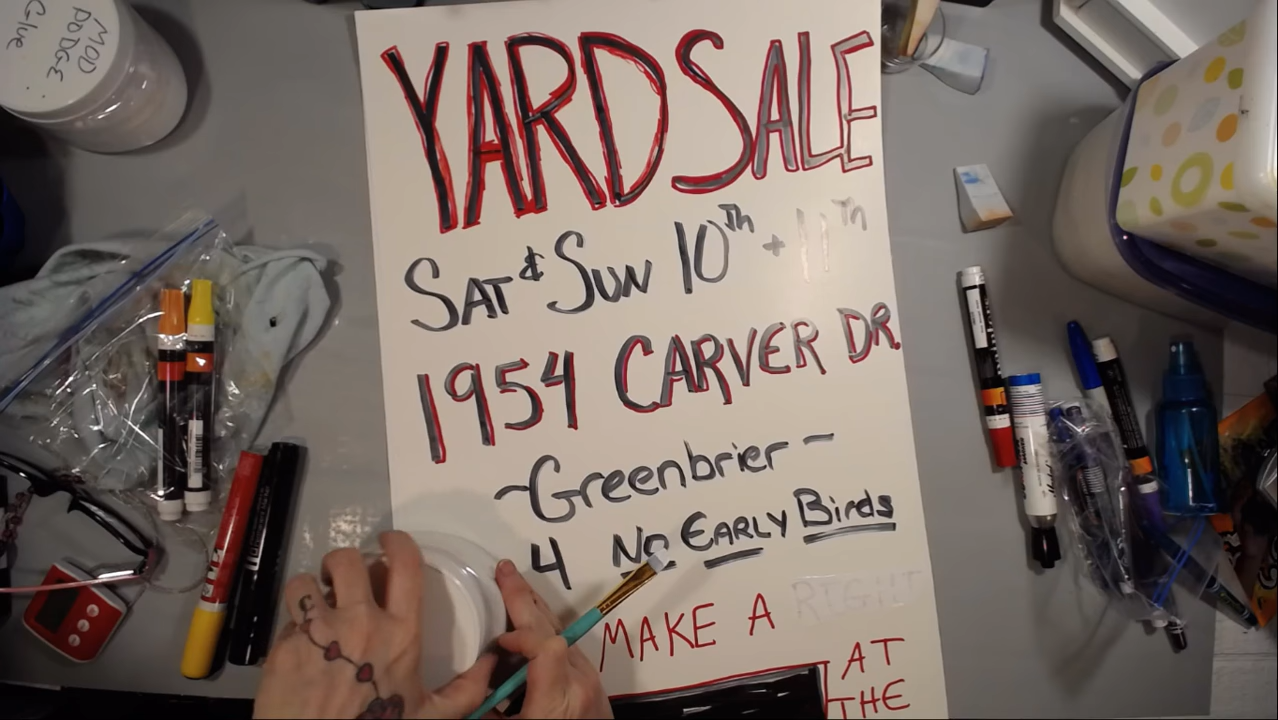 MOD
PODGE
Glue
YARD SALE
SAT & SUN 10Th + 11Th
1954 CARVER DR.
~Greenbrier~
4 No EARLY Birds
MAKE A RIGHT
AT
THE